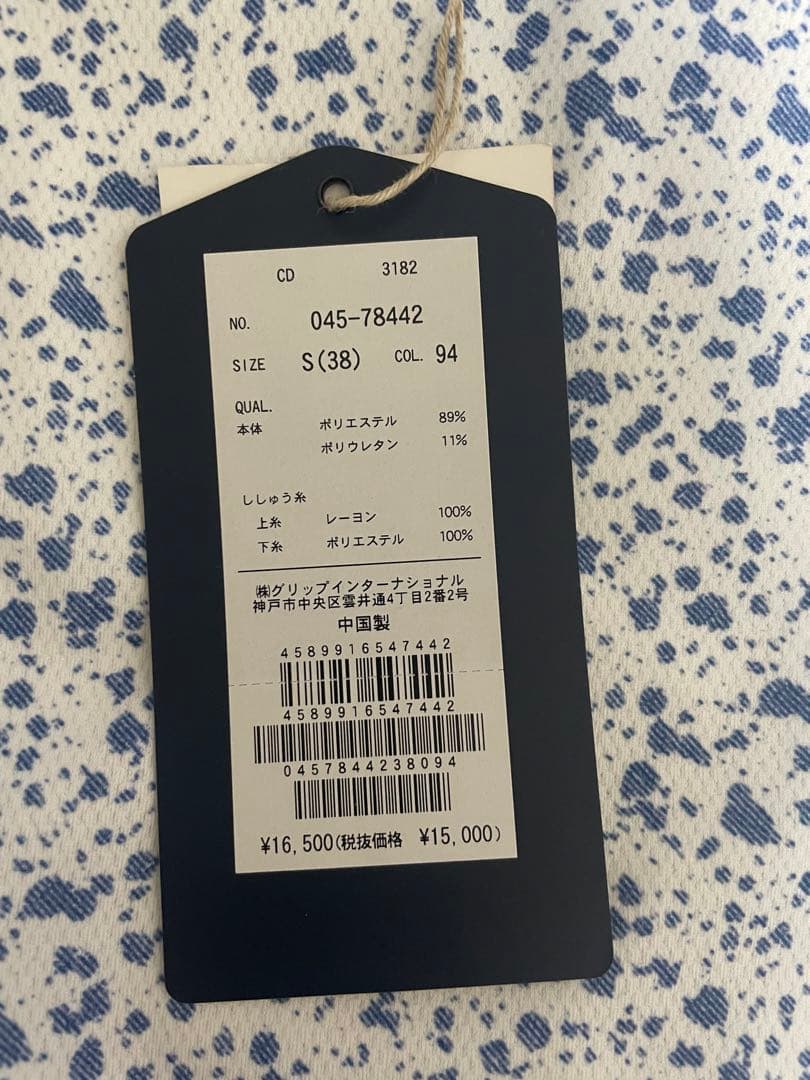 CD 3182
NO. 045-78442
SIZE S(38) COL. 94
QUAL.
本体 ポリエステル 89%
ポリウレタン 11%
ししゅう糸
上糸 レーヨン 100%
下糸 ポリエステル 100%
㈱グリップインターナショナル
神戸市中央区雲井通4丁目2番2号
中国製
4589916547442
4589916547442
0457844238094
¥16,500(税抜価格 ¥15,000)